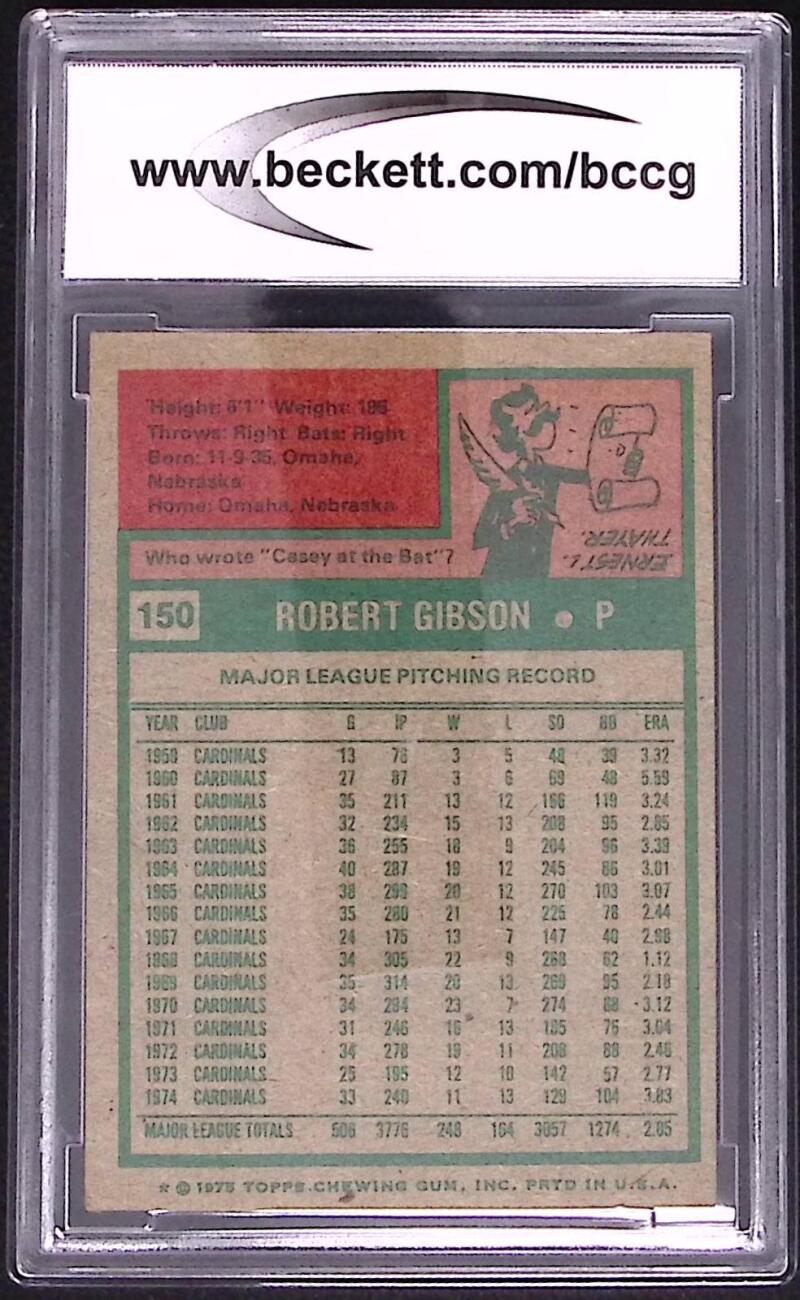 www.beckett.com/bccg
Height: 6'1" Weight: 195
Throws: Right Bats: Right
Born: 11-9-35, Omaha,
Nebraska
Home: Omaha, Nebraska
ERNEST L.
THAYER.
Who wrote "Casey at the Bat"?
150 ROBERT GIBSON • P
MAJOR LEAGUE PITCHING RECORD
YEAR CLUB G IP W L SO BB ERA
1959 CARDINALS 13 76 3 5 48 39 3.32
1960 CARDINALS 27 87 3 6 69 48 5.59
1961 CARDINALS 35 211 13 12 166 119 3.24
1962 CARDINALS 32 234 15 13 208 95 2.85
1963 CARDINALS 36 255 18 9 204 96 3.39
1964 CARDINALS 40 287 19 12 245 86 3.01
1965 CARDINALS 38 299 20 12 270 103 3.07
1966 CARDINALS 35 280 21 12 225 78 2.44
1967 CARDINALS 24 175 13 7 147 40 2.98
1968 CARDINALS 34 305 22 9 268 62 1.12
1969 CARDINALS 35 314 20 13 269 95 2.18
1970 CARDINALS 34 294 23 7 274 88 3.12
1971 CARDINALS 31 246 16 13 185 76 3.04
1972 CARDINALS 34 278 19 11 208 88 2.46
1973 CARDINALS 25 195 12 10 142 57 2.77
1974 CARDINALS 33 240 11 13 129 104 3.83
MAJOR LEAGUE TOTALS 506 3776 248 164 3057 1274 2.85
* © 1975 TOPPS CHEWING GUM, INC. PRTD IN U.S.A.